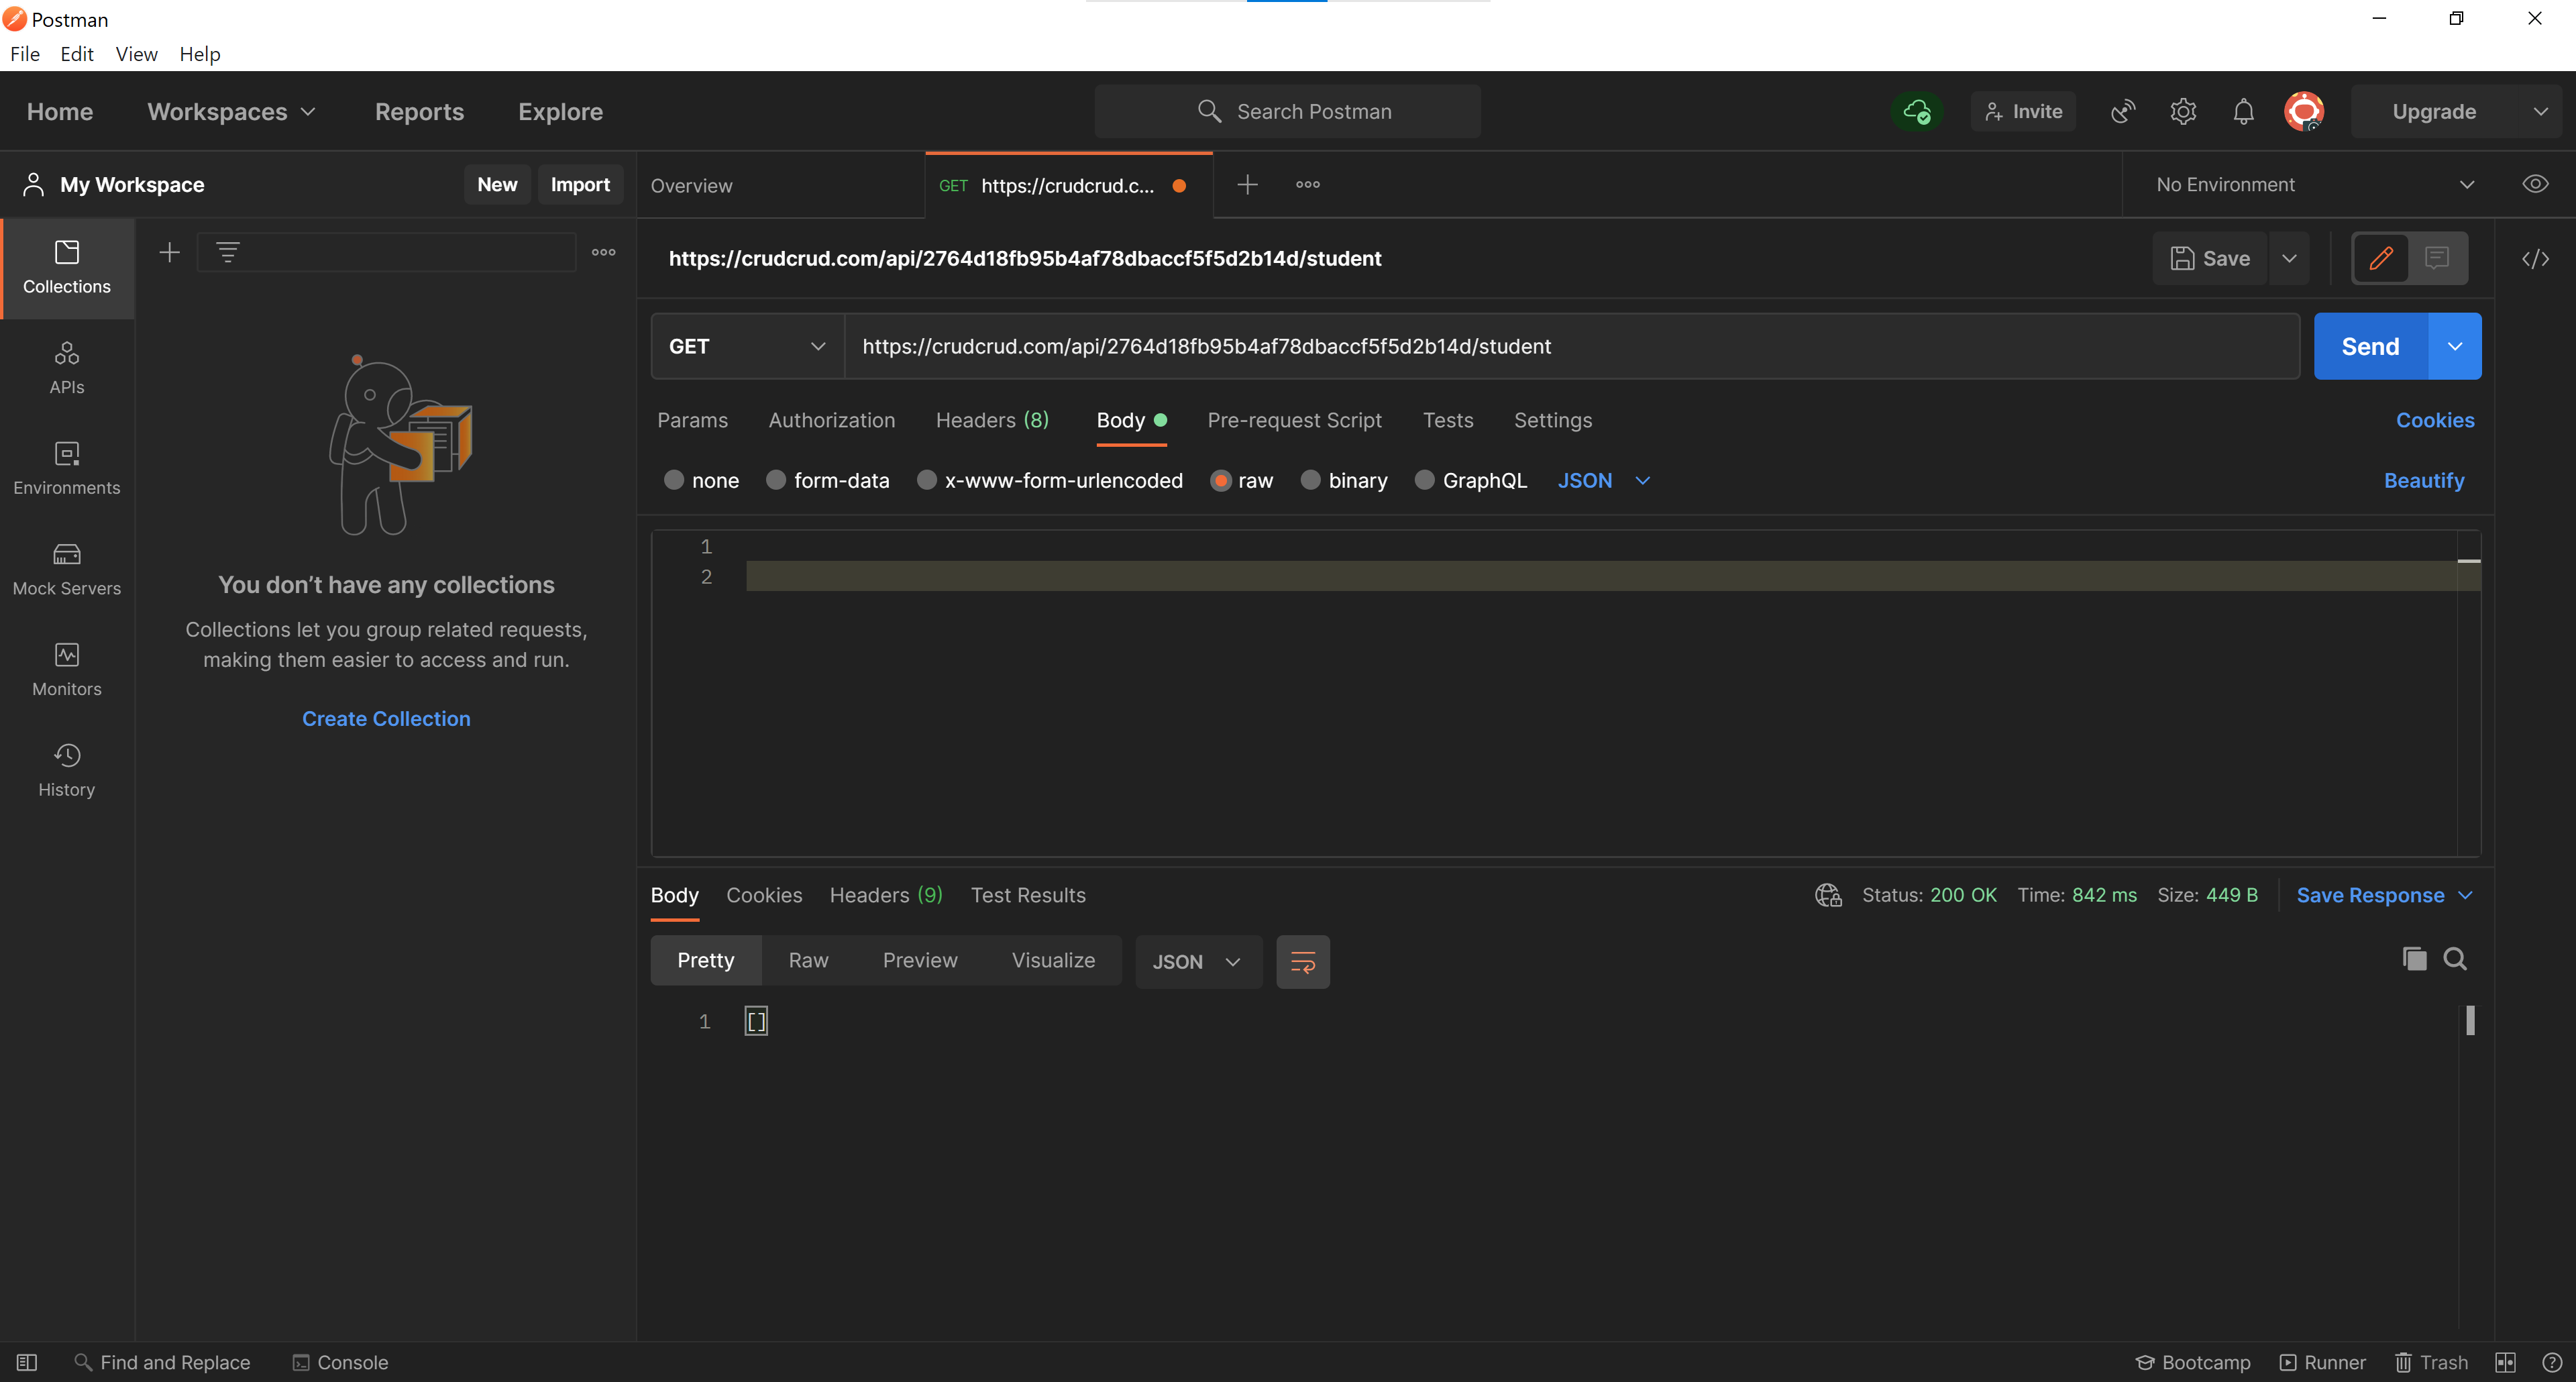 Postman
File Edit View Help
Home Workspaces Reports Explore Search Postman Invite Upgrade
My Workspace New Import Overview GET https://crudcrud.c... No Environment
Collections
https://crudcrud.com/api/2764d18fb95b4af78dbaccf5f5d2b14d/student Save
GET https://crudcrud.com/api/2764d18fb95b4af78dbaccf5f5d2b14d/student Send
APIs
Params Authorization Headers (8) Body Pre-request Script Tests Settings Cookies
Environments
none form-data x-www-form-urlencoded raw binary GraphQL JSON Beautify
1
2
Mock Servers
You don’t have any collections
Collections let you group related requests,
making them easier to access and run.
Monitors
Create Collection
History
Body Cookies Headers (9) Test Results Status: 200 OK Time: 842 ms Size: 449 B Save Response
Pretty Raw Preview Visualize JSON
1 []
Find and Replace Console Bootcamp Runner Trash